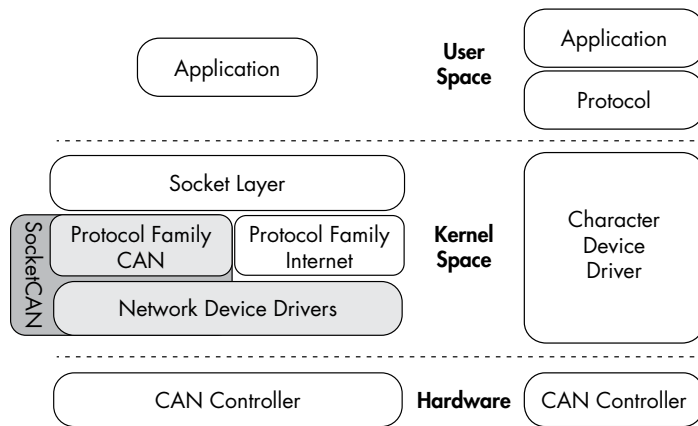 Application
User
Space
Application
Protocol
Socket Layer
SocketCAN
Protocol Family
CAN
Protocol Family
Internet
Network Device Drivers
Kernel
Space
Character
Device
Driver
CAN Controller
Hardware
CAN Controller